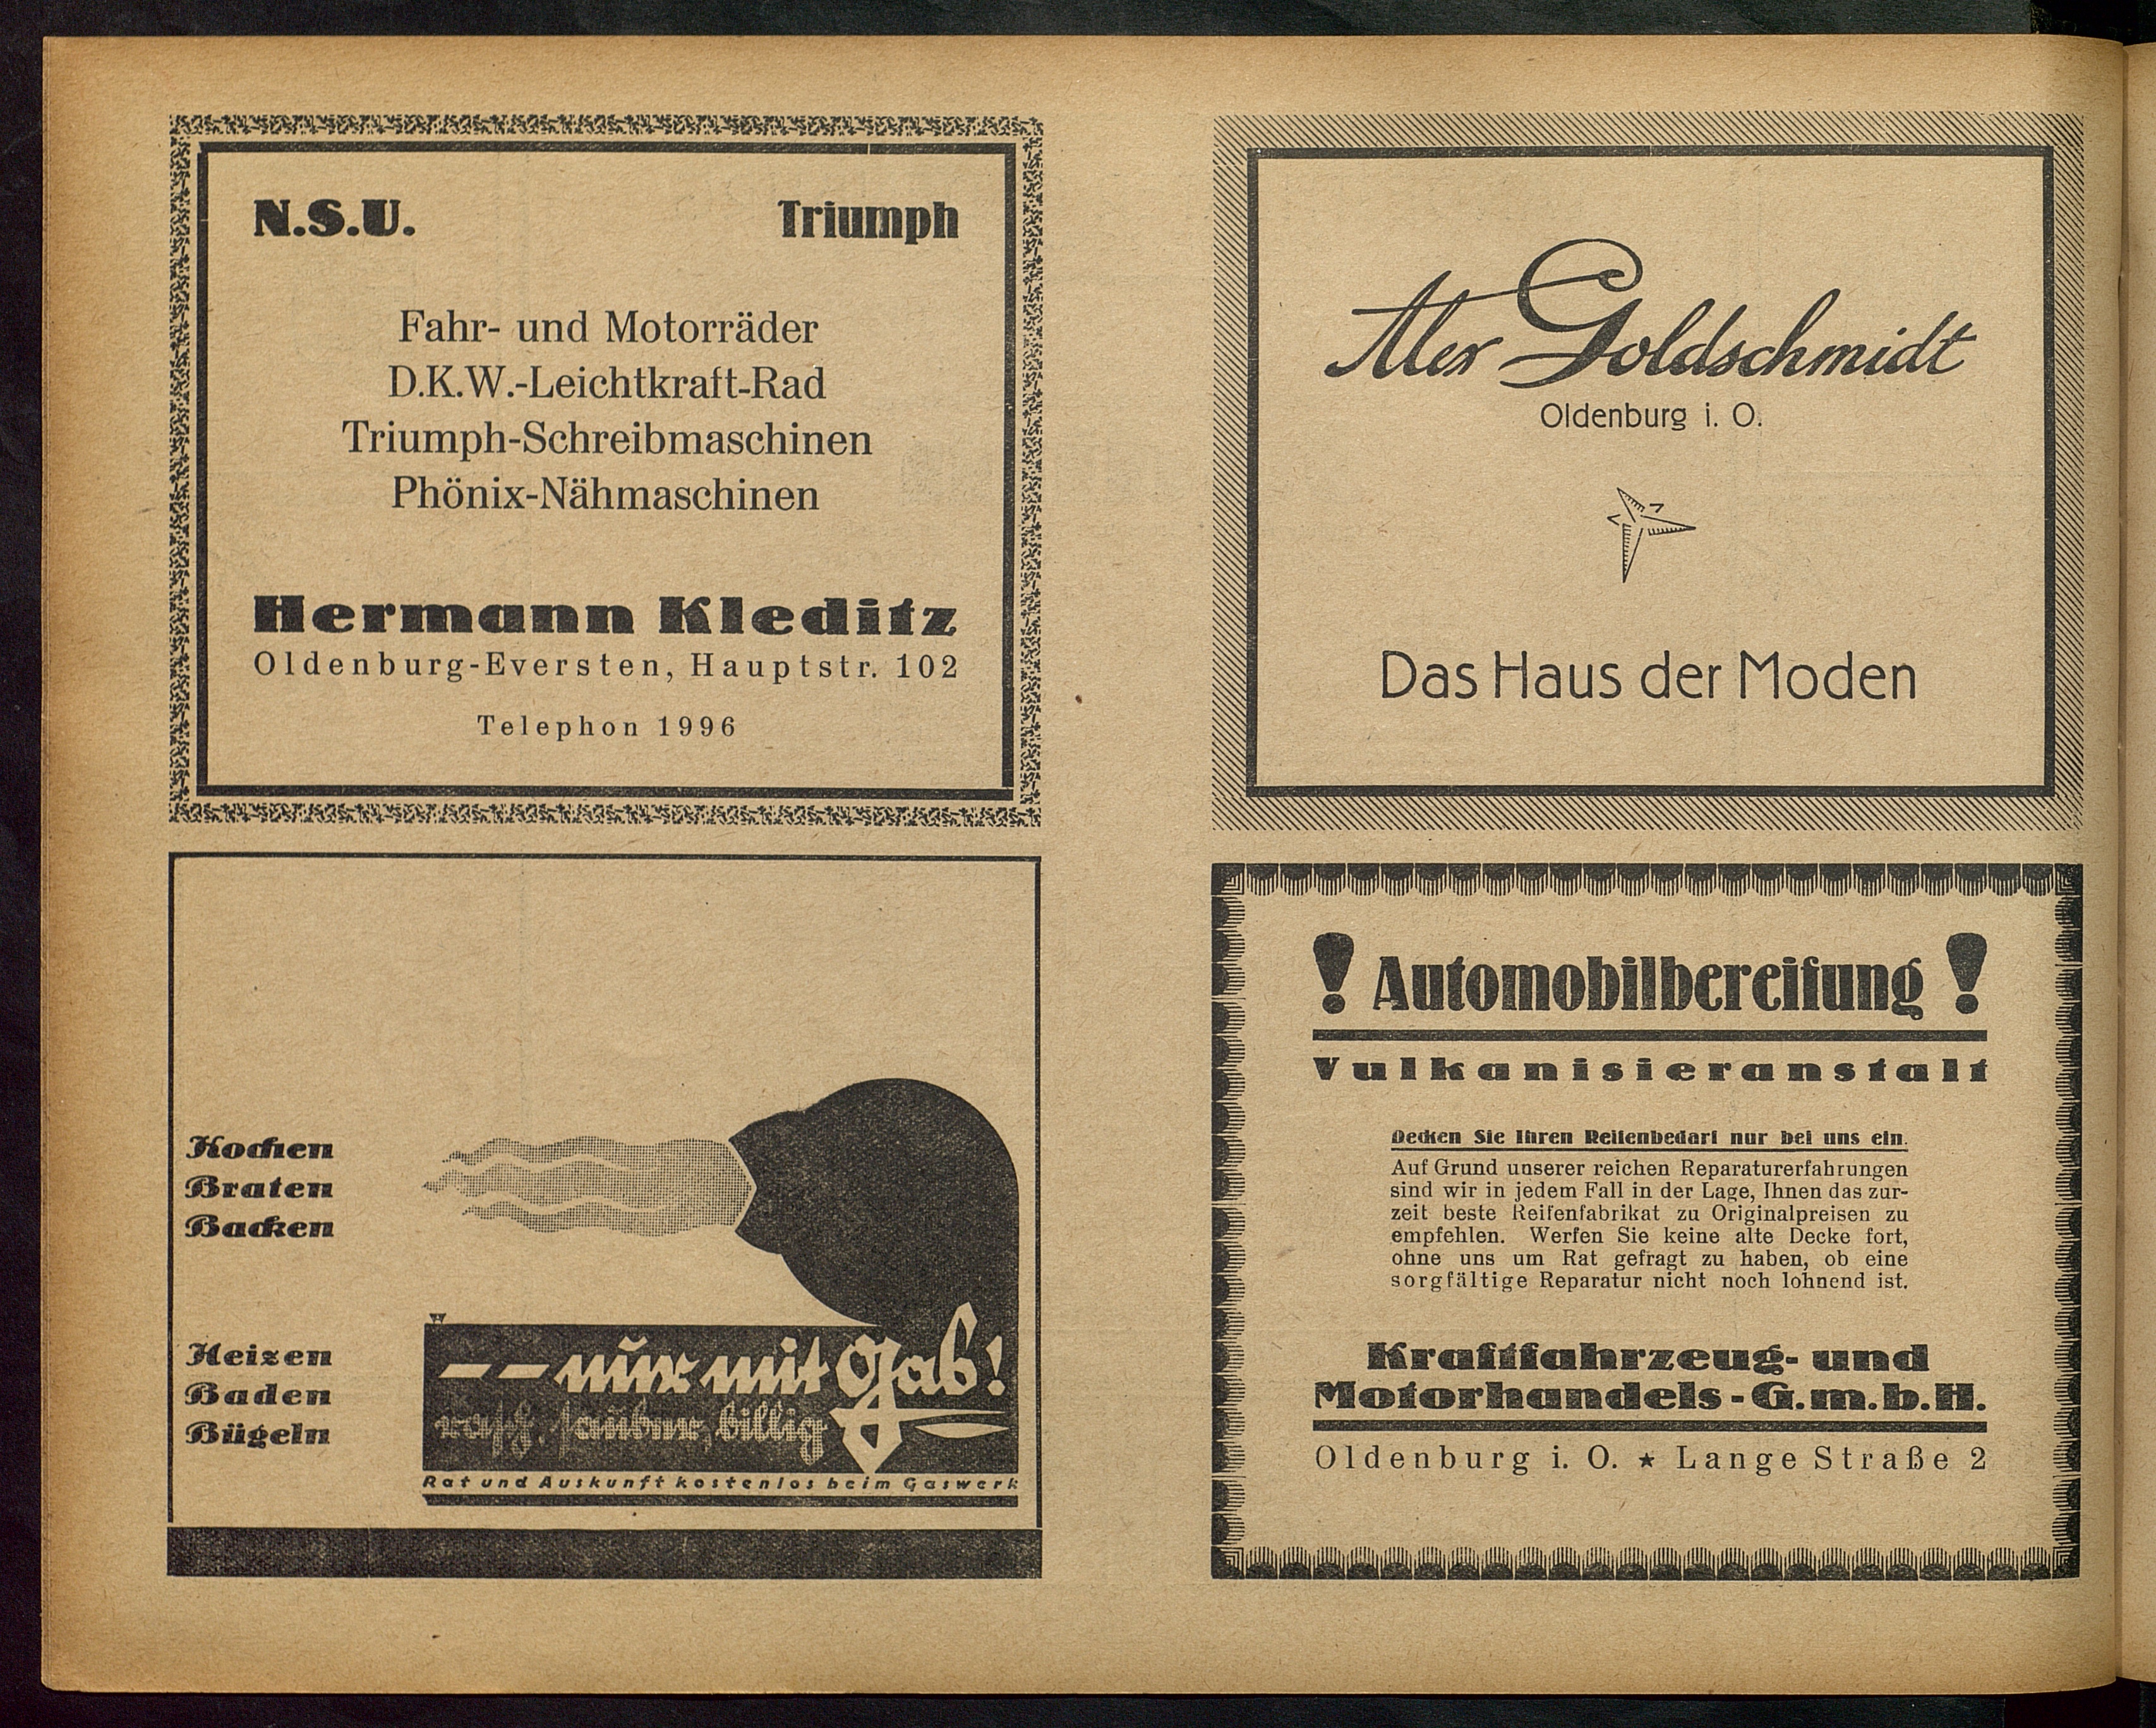 N.S.U. Triumph
Fahr- und Motorräder
D.K.W.-Leichtkraft-Rad
Triumph-Schreibmaschinen
Phönix-Nähmaschinen
Hermann Kleditz
Oldenburg-Eversten, Hauptstr. 102
Telephon 1996
Alex Goldschmidt
Oldenburg i. O.
Das Haus der Moden
Kochen
Braten
Backen
Heizen
Baden
Bügeln
-- nur mit Gas!
rasch, sauber, billig
Rat und Auskunft kostenlos beim Gaswerk
! Automobilbereifung !
Vulkanisieranstalt
Decken Sie Ihren Reifenbedarf nur bei uns ein.
Auf Grund unserer reichen Reparaturerfahrungen
sind wir in jedem Fall in der Lage, Ihnen das zur-
zeit beste Reifenfabrikat zu Originalpreisen zu
empfehlen. Werfen Sie keine alte Decke fort,
ohne uns um Rat gefragt zu haben, ob eine
sorgfältige Reparatur nicht noch lohnend ist.
Kraftfahrzeug- und
Motorhandels-G.m.b.H.
Oldenburg i. O. ★ Lange Straße 2